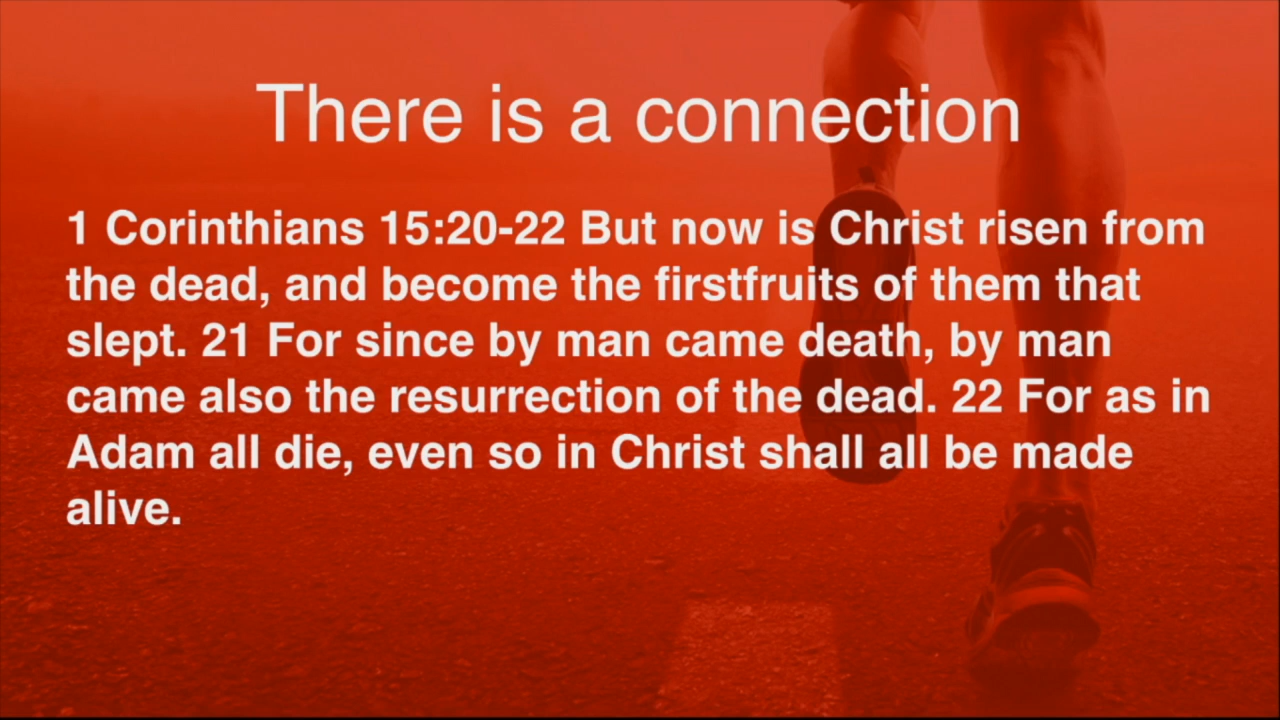 There is a connection
1 Corinthians 15:20-22 But now is Christ risen from
the dead, and become the firstfruits of them that
slept. 21 For since by man came death, by man
came also the resurrection of the dead. 22 For as in
Adam all die, even so in Christ shall all be made
alive.